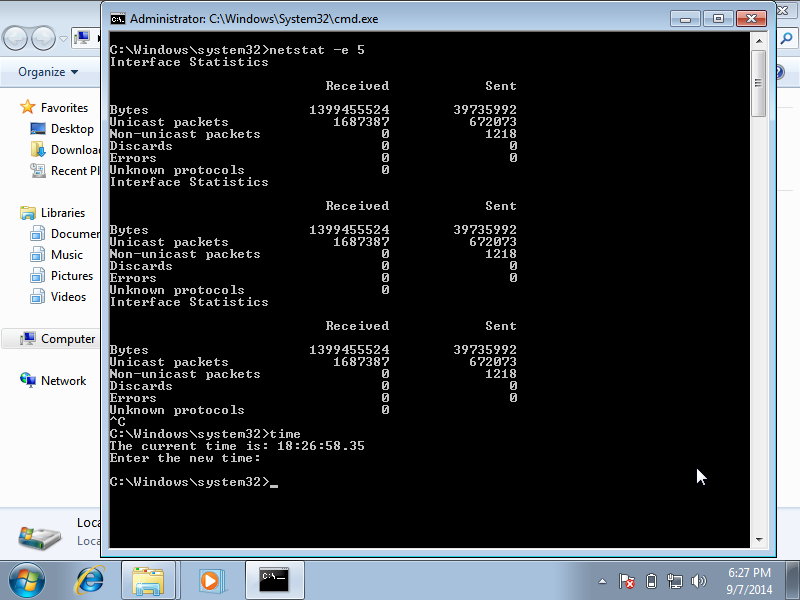 Administrator: C:\Windows\System32\cmd.exe
Organize
Favorites
Desktop
Downloa
Recent Pl
Libraries
Documen
Music
Pictures
Videos
Computer
Network
Loca
Loca
C:\Windows\system32>netstat -e 5
Interface Statistics
Received Sent
Bytes 1399455524 39735992
Unicast packets 1687387 672073
Non-unicast packets 0 1218
Discards 0 0
Errors 0 0
Unknown protocols 0
Interface Statistics
Received Sent
Bytes 1399455524 39735992
Unicast packets 1687387 672073
Non-unicast packets 0 1218
Discards 0 0
Errors 0 0
Unknown protocols 0
Interface Statistics
Received Sent
Bytes 1399455524 39735992
Unicast packets 1687387 672073
Non-unicast packets 0 1218
Discards 0 0
Errors 0 0
Unknown protocols 0
^C
C:\Windows\system32>time
The current time is: 18:26:58.35
Enter the new time:
C:\Windows\system32>_
C:\_
6:27 PM
9/7/2014